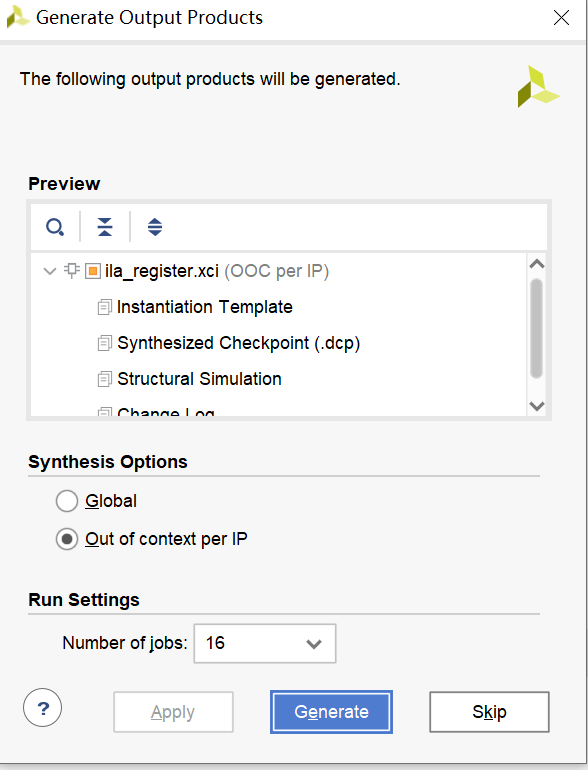 Generate Output Products
The following output products will be generated.
Preview
ila_register.xci (OOC per IP)
Instantiation Template
Synthesized Checkpoint (.dcp)
Structural Simulation
Change Log
Synthesis Options
Global
Out of context per IP
Run Settings
Number of jobs: 16
? Apply Generate Skip